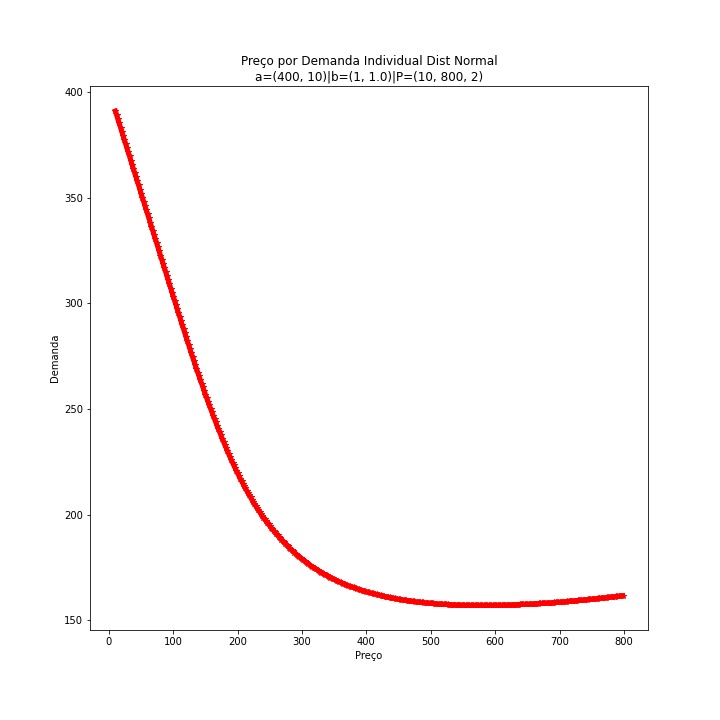 Preço por Demanda Individual Dist Normal
a=(400, 10)|b=(1, 1.0)|P=(10, 800, 2)
400
350
300
250
200
150
Demanda
0 100 200 300 400 500 600 700 800
Preço